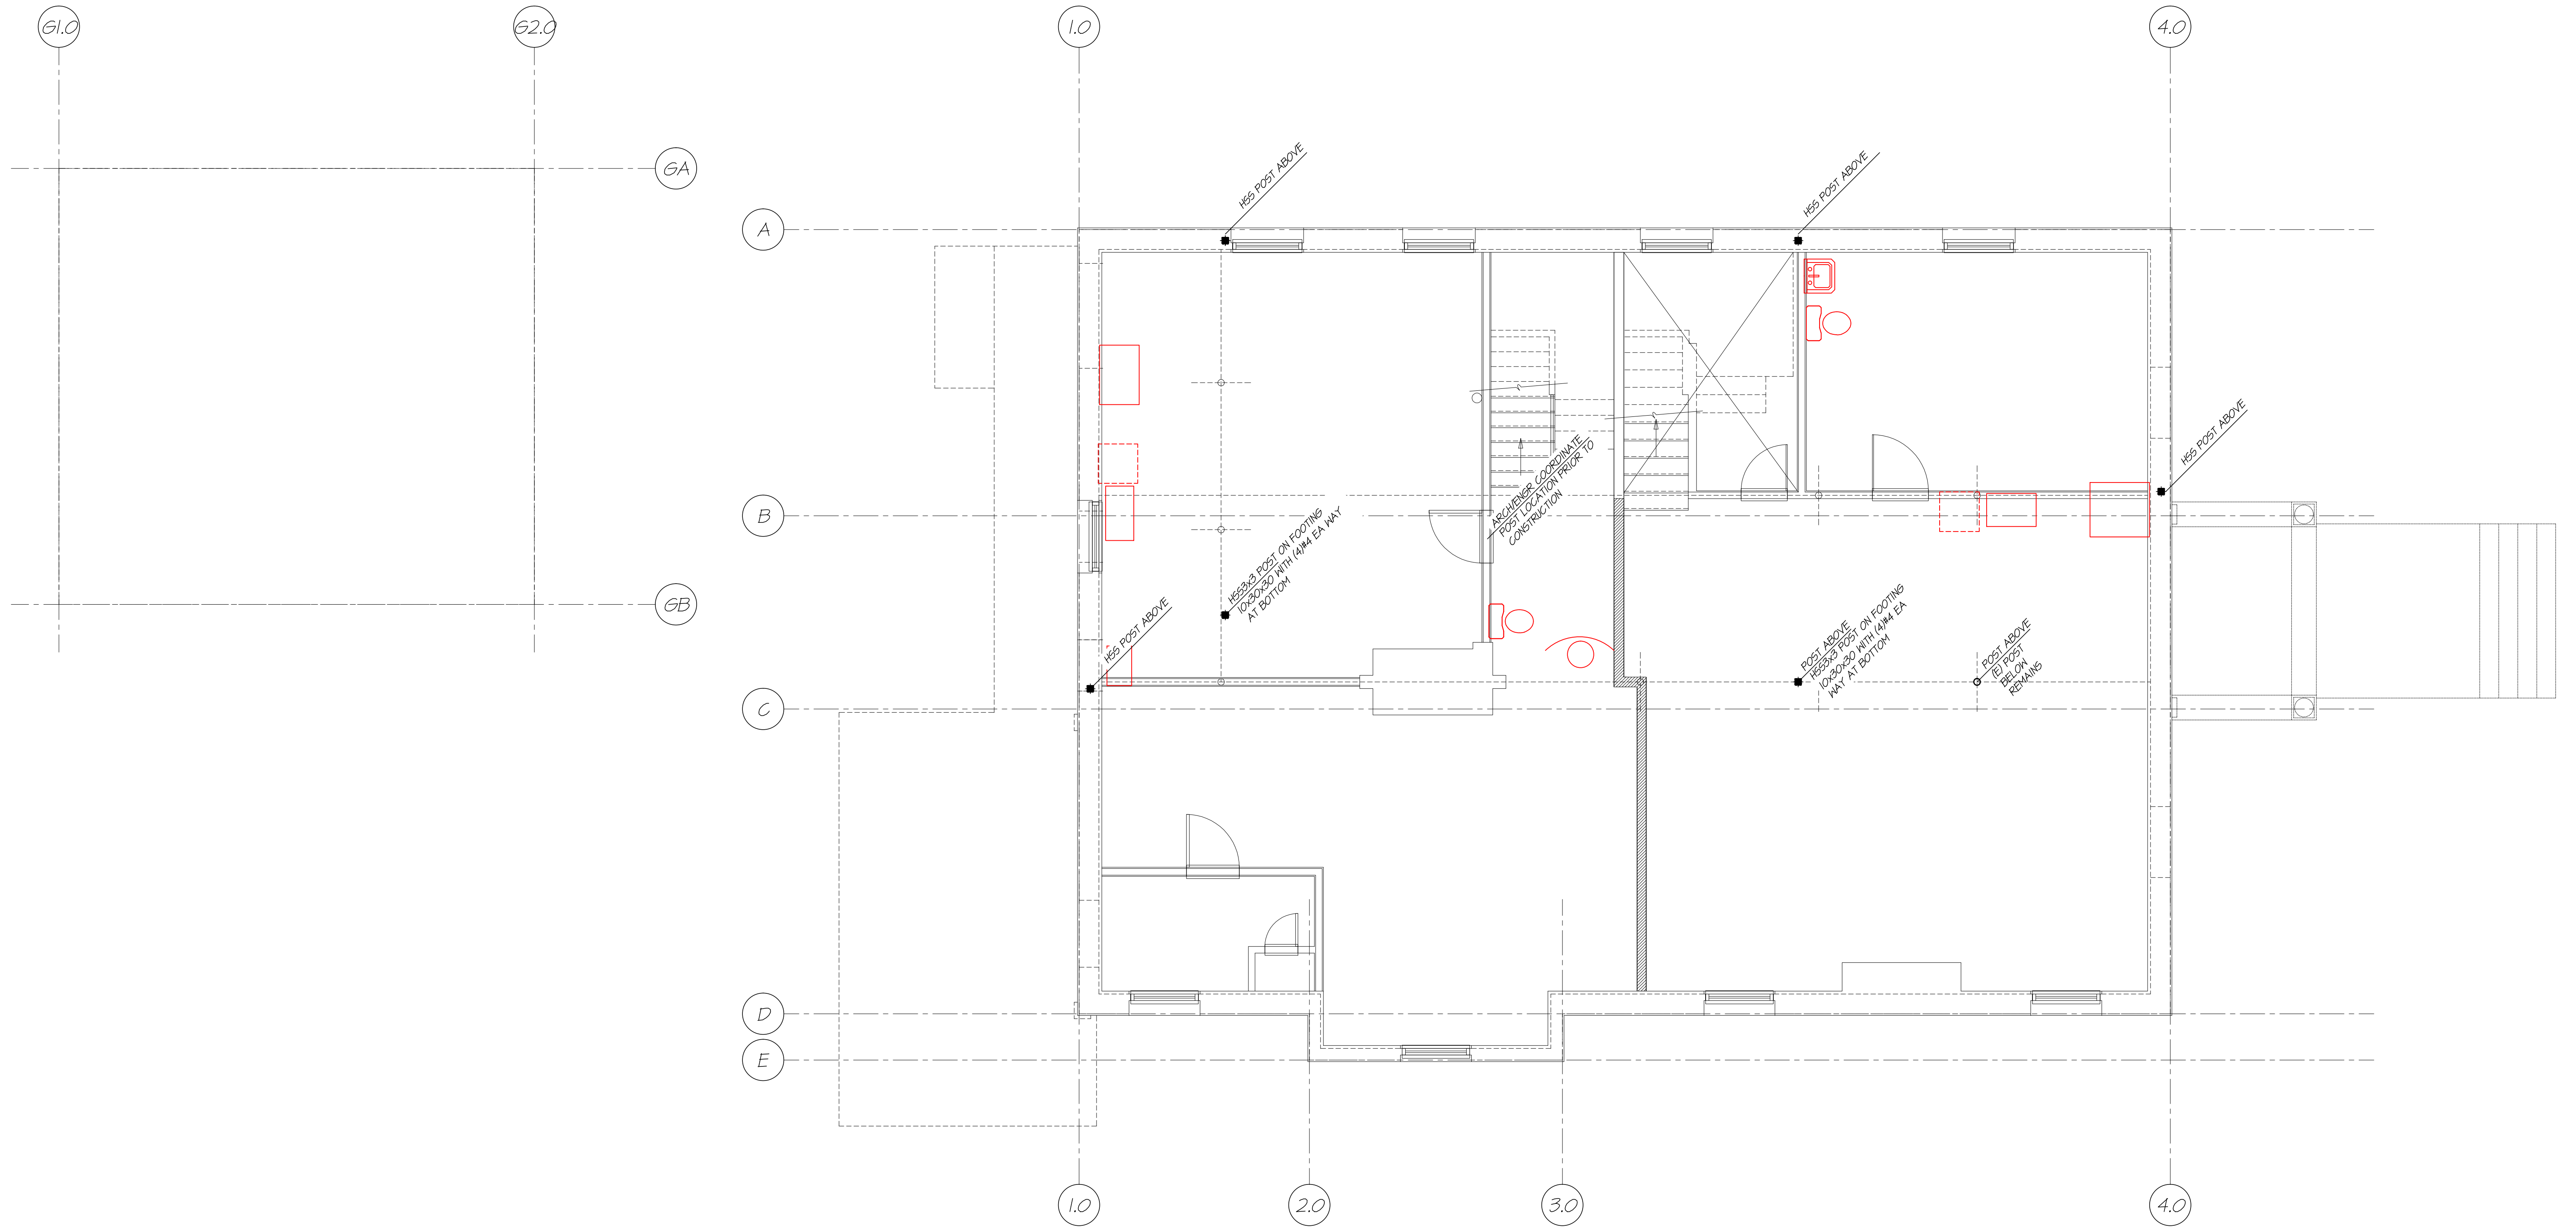 G1.0
G2.0
1.0
4.0
GA
A
HSS POST ABOVE
HSS POST ABOVE
HSS POST ABOVE
B
ARCH/ENGR COORDINATE
POST LOCATION PRIOR TO
CONSTRUCTION
HSS3x3 POST ON FOOTING
10x30x30 WITH (4)#4 EA WAY
AT BOTTOM
GB
HSS POST ABOVE
POST ABOVE
HSS3x3 POST ON FOOTING
10x30x30 WITH (4)#4 EA
WAY AT BOTTOM
POST ABOVE
(E) POST
BELOW
REMAINS
C
D
E
1.0
2.0
3.0
4.0